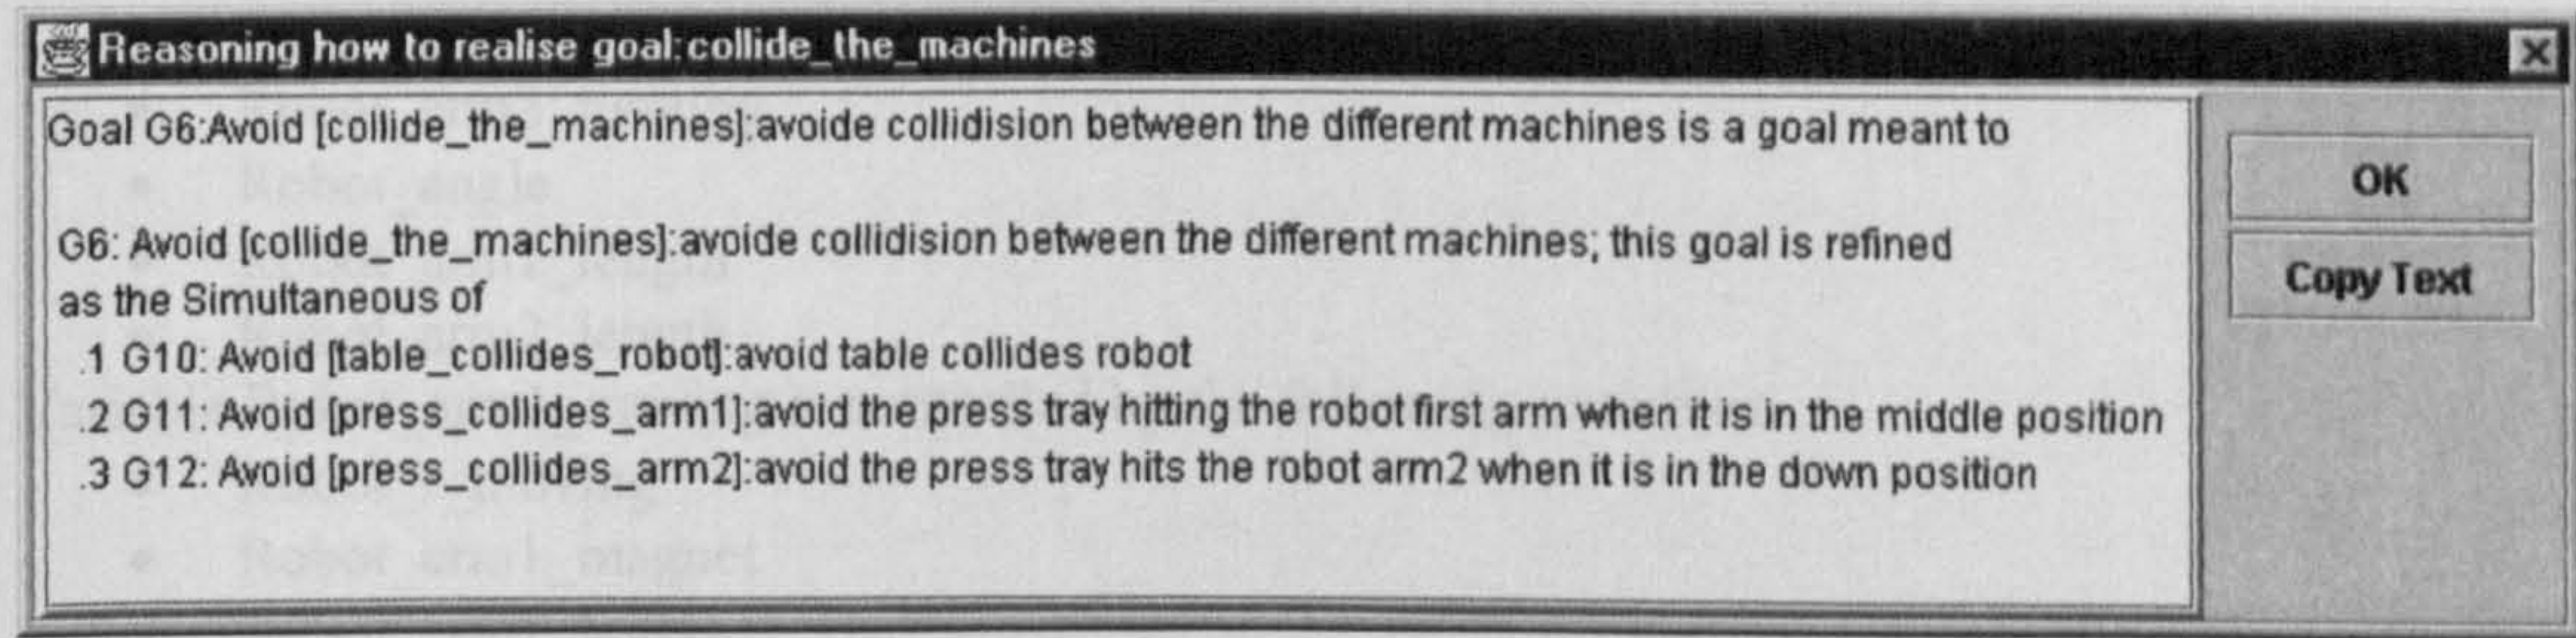 Reasoning how to realise goal:collide_the_machines
Goal G6:Avoid [collide_the_machines]:avoide collidision between the different machines is a goal meant to
G6: Avoid [collide_the_machines]:avoide collidision between the different machines; this goal is refined
as the Simultaneous of
.1 G10: Avoid [table_collides_robot]:avoid table collides robot
.2 G11: Avoid [press_collides_arm1]:avoid the press tray hitting the robot first arm when it is in the middle position
.3 G12: Avoid [press_collides_arm2]:avoid the press tray hits the robot arm2 when it is in the down position
OK
Copy Text